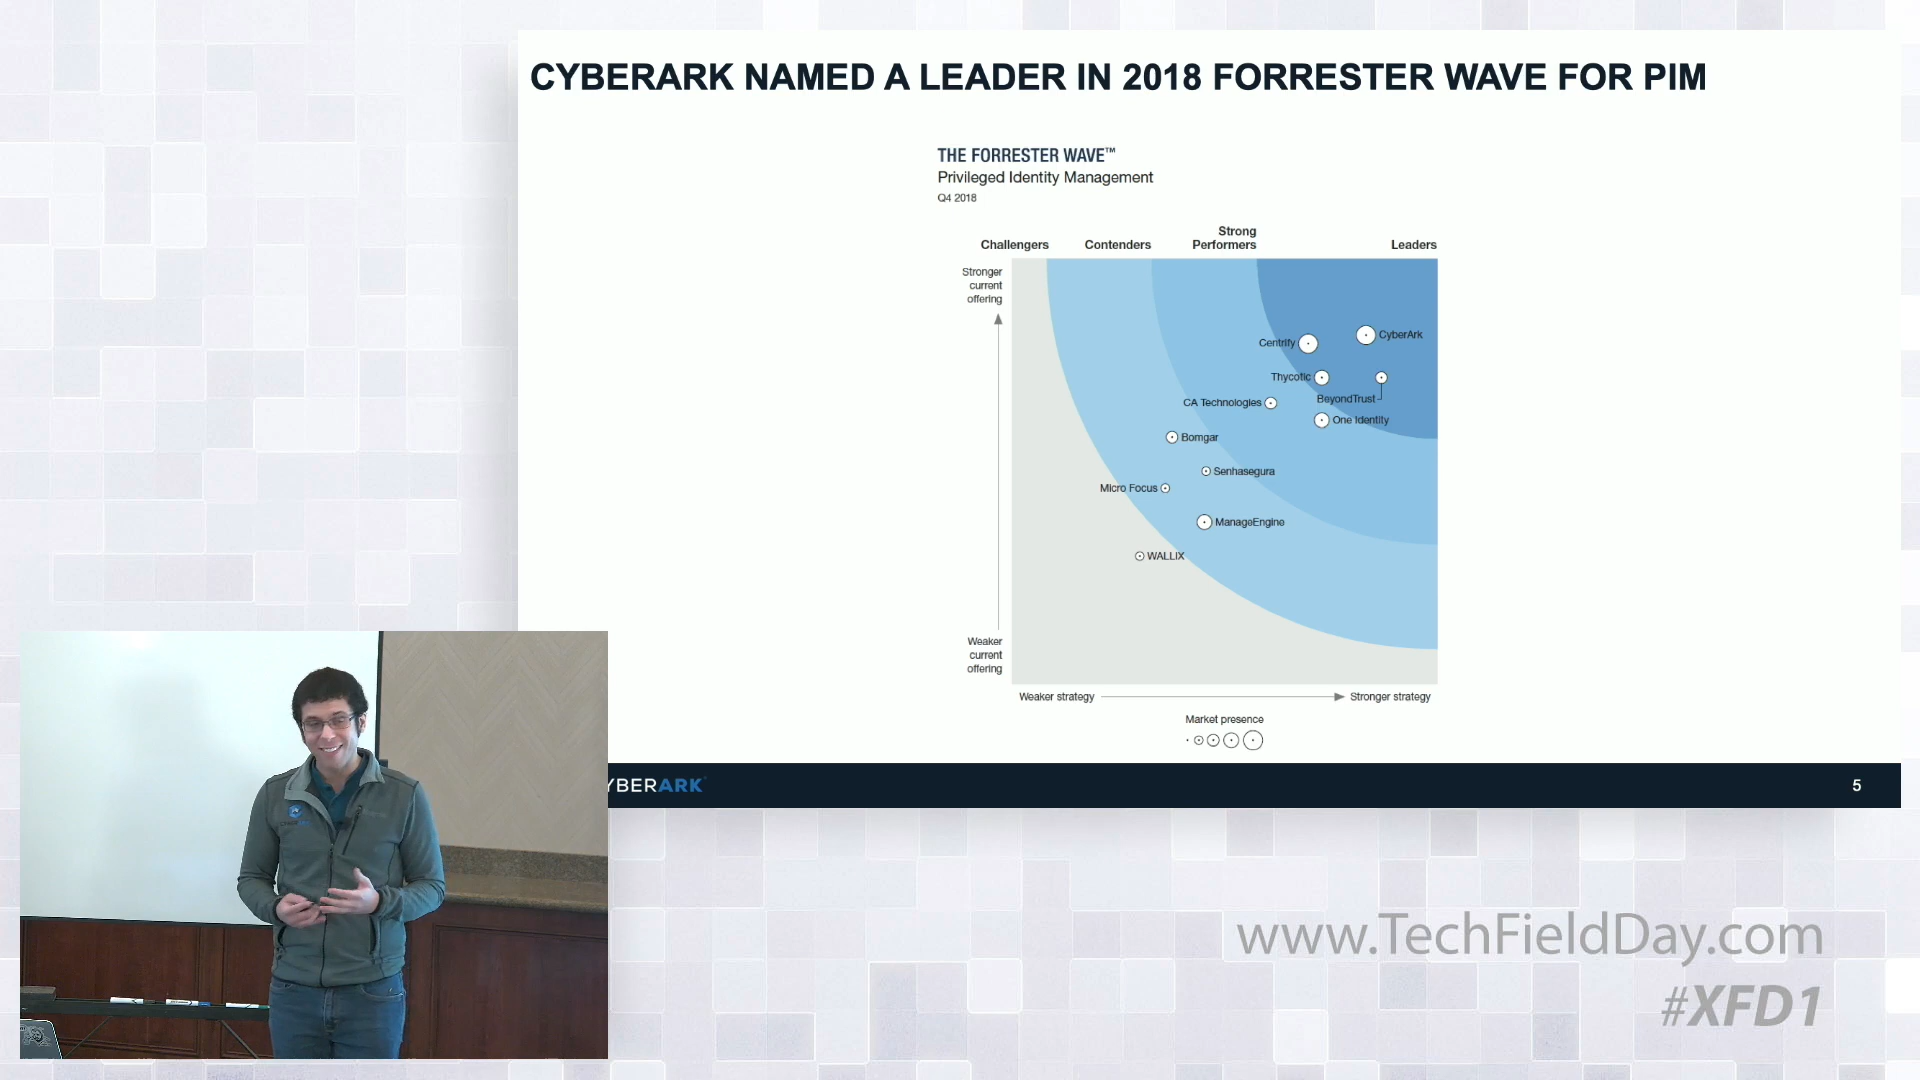 CYBERARK NAMED A LEADER IN 2018 FORRESTER WAVE FOR PIM
THE FORRESTER WAVE™
Privileged Identity Management
Q4 2018
Challengers
Contenders
Strong
Performers
Leaders
Stronger
current
offering
CyberArk
Centrify
Thycotic
BeyondTrust
CA Technologies
One Identity
Bomgar
Senhasegura
Micro Focus
ManageEngine
WALLIX
Weaker
current
offering
Weaker strategy
Stronger strategy
Market presence
YBERARK
5
www.TechFieldDay.com
#XFD1